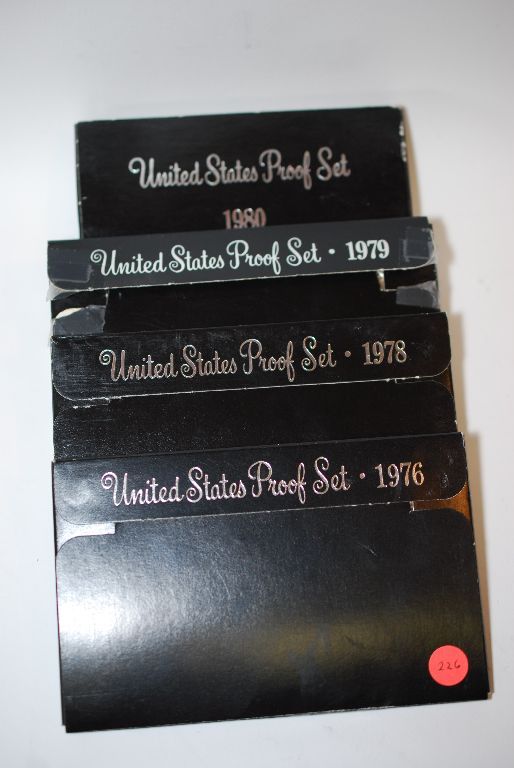 United States Proof Set
1980
United States Proof Set · 1979
United States Proof Set · 1978
United States Proof Set · 1976
226